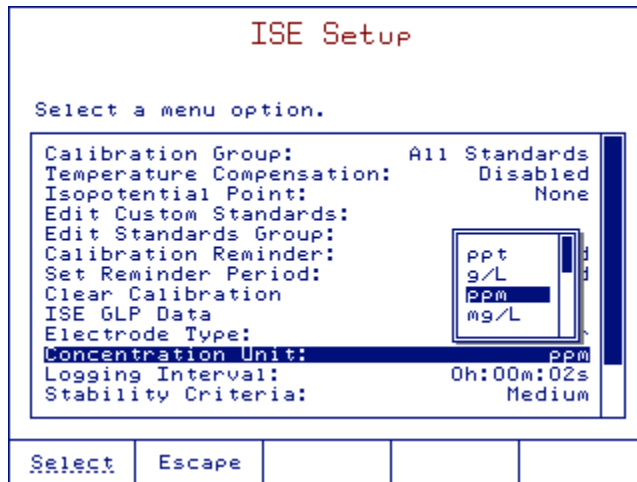 ISE Setup
Select a menu option.
Calibration Group: All Standards
Temperature Compensation: Disabled
Isopotential Point: None
Edit Custom Standards:
Edit Standards Group:
Calibration Reminder:
Set Reminder Period:
Clear Calibration
ISE GLP Data
Electrode Type:
ppt
g/L
ppm
mg/L
Concentration Unit: ppm
Logging Interval: 0h:00m:02s
Stability Criteria: Medium
Select Escape